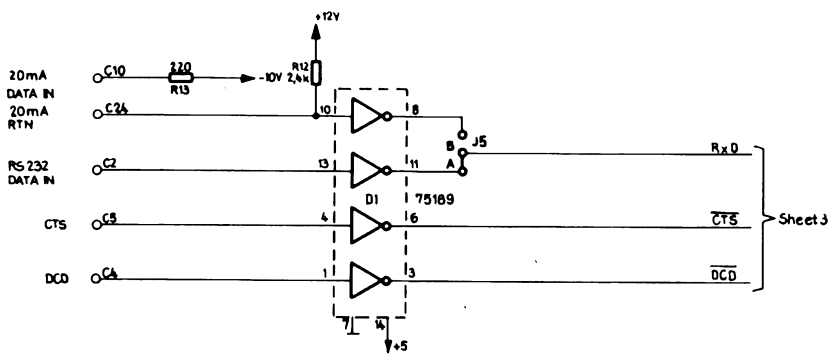 +12V
20mA
DATA IN
C10
220
R13
-10V
R12
2,4k
20mA
RTN
C24
10
8
B
J5
A
RxD
RS 232
DATA IN
C2
13
11
D1
75189
CTS
C5
4
6
CTS
Sheet 3
DCD
C4
1
3
DCD
7
14
+5